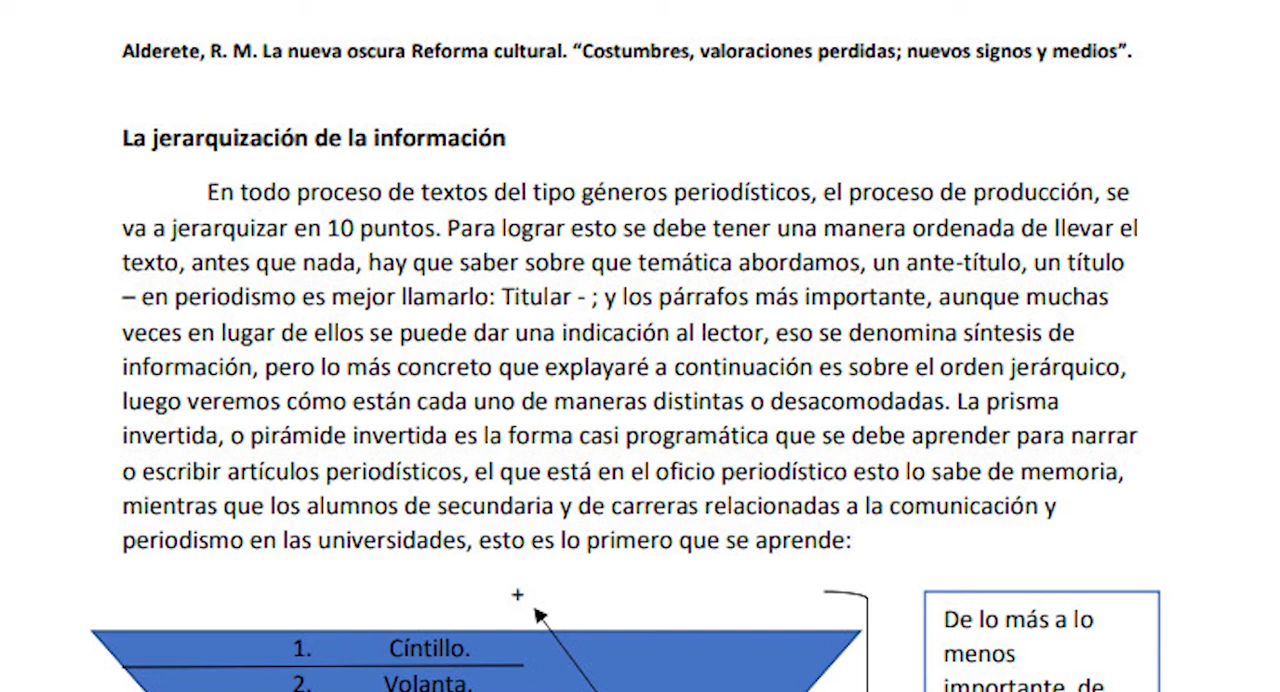 Alderete, R. M. La nueva oscura Reforma cultural. “Costumbres, valoraciones perdidas; nuevos signos y medios”.
La jerarquización de la información
En todo proceso de textos del tipo géneros periodísticos, el proceso de producción, se
va a jerarquizar en 10 puntos. Para lograr esto se debe tener una manera ordenada de llevar el
texto, antes que nada, hay que saber sobre que temática abordamos, un ante-título, un título
– en periodismo es mejor llamarlo: Titular - ; y los párrafos más importante, aunque muchas
veces en lugar de ellos se puede dar una indicación al lector, eso se denomina síntesis de
información, pero lo más concreto que explayaré a continuación es sobre el orden jerárquico,
luego veremos cómo están cada uno de maneras distintas o desacomodadas. La prisma
invertida, o pirámide invertida es la forma casi programática que se debe aprender para narrar
o escribir artículos periodísticos, el que está en el oficio periodístico esto lo sabe de memoria,
mientras que los alumnos de secundaria y de carreras relacionadas a la comunicación y
periodismo en las universidades, esto es lo primero que se aprende:
+
1. Cíntillo.
2. Volanta.
De lo más a lo
menos
importante, de